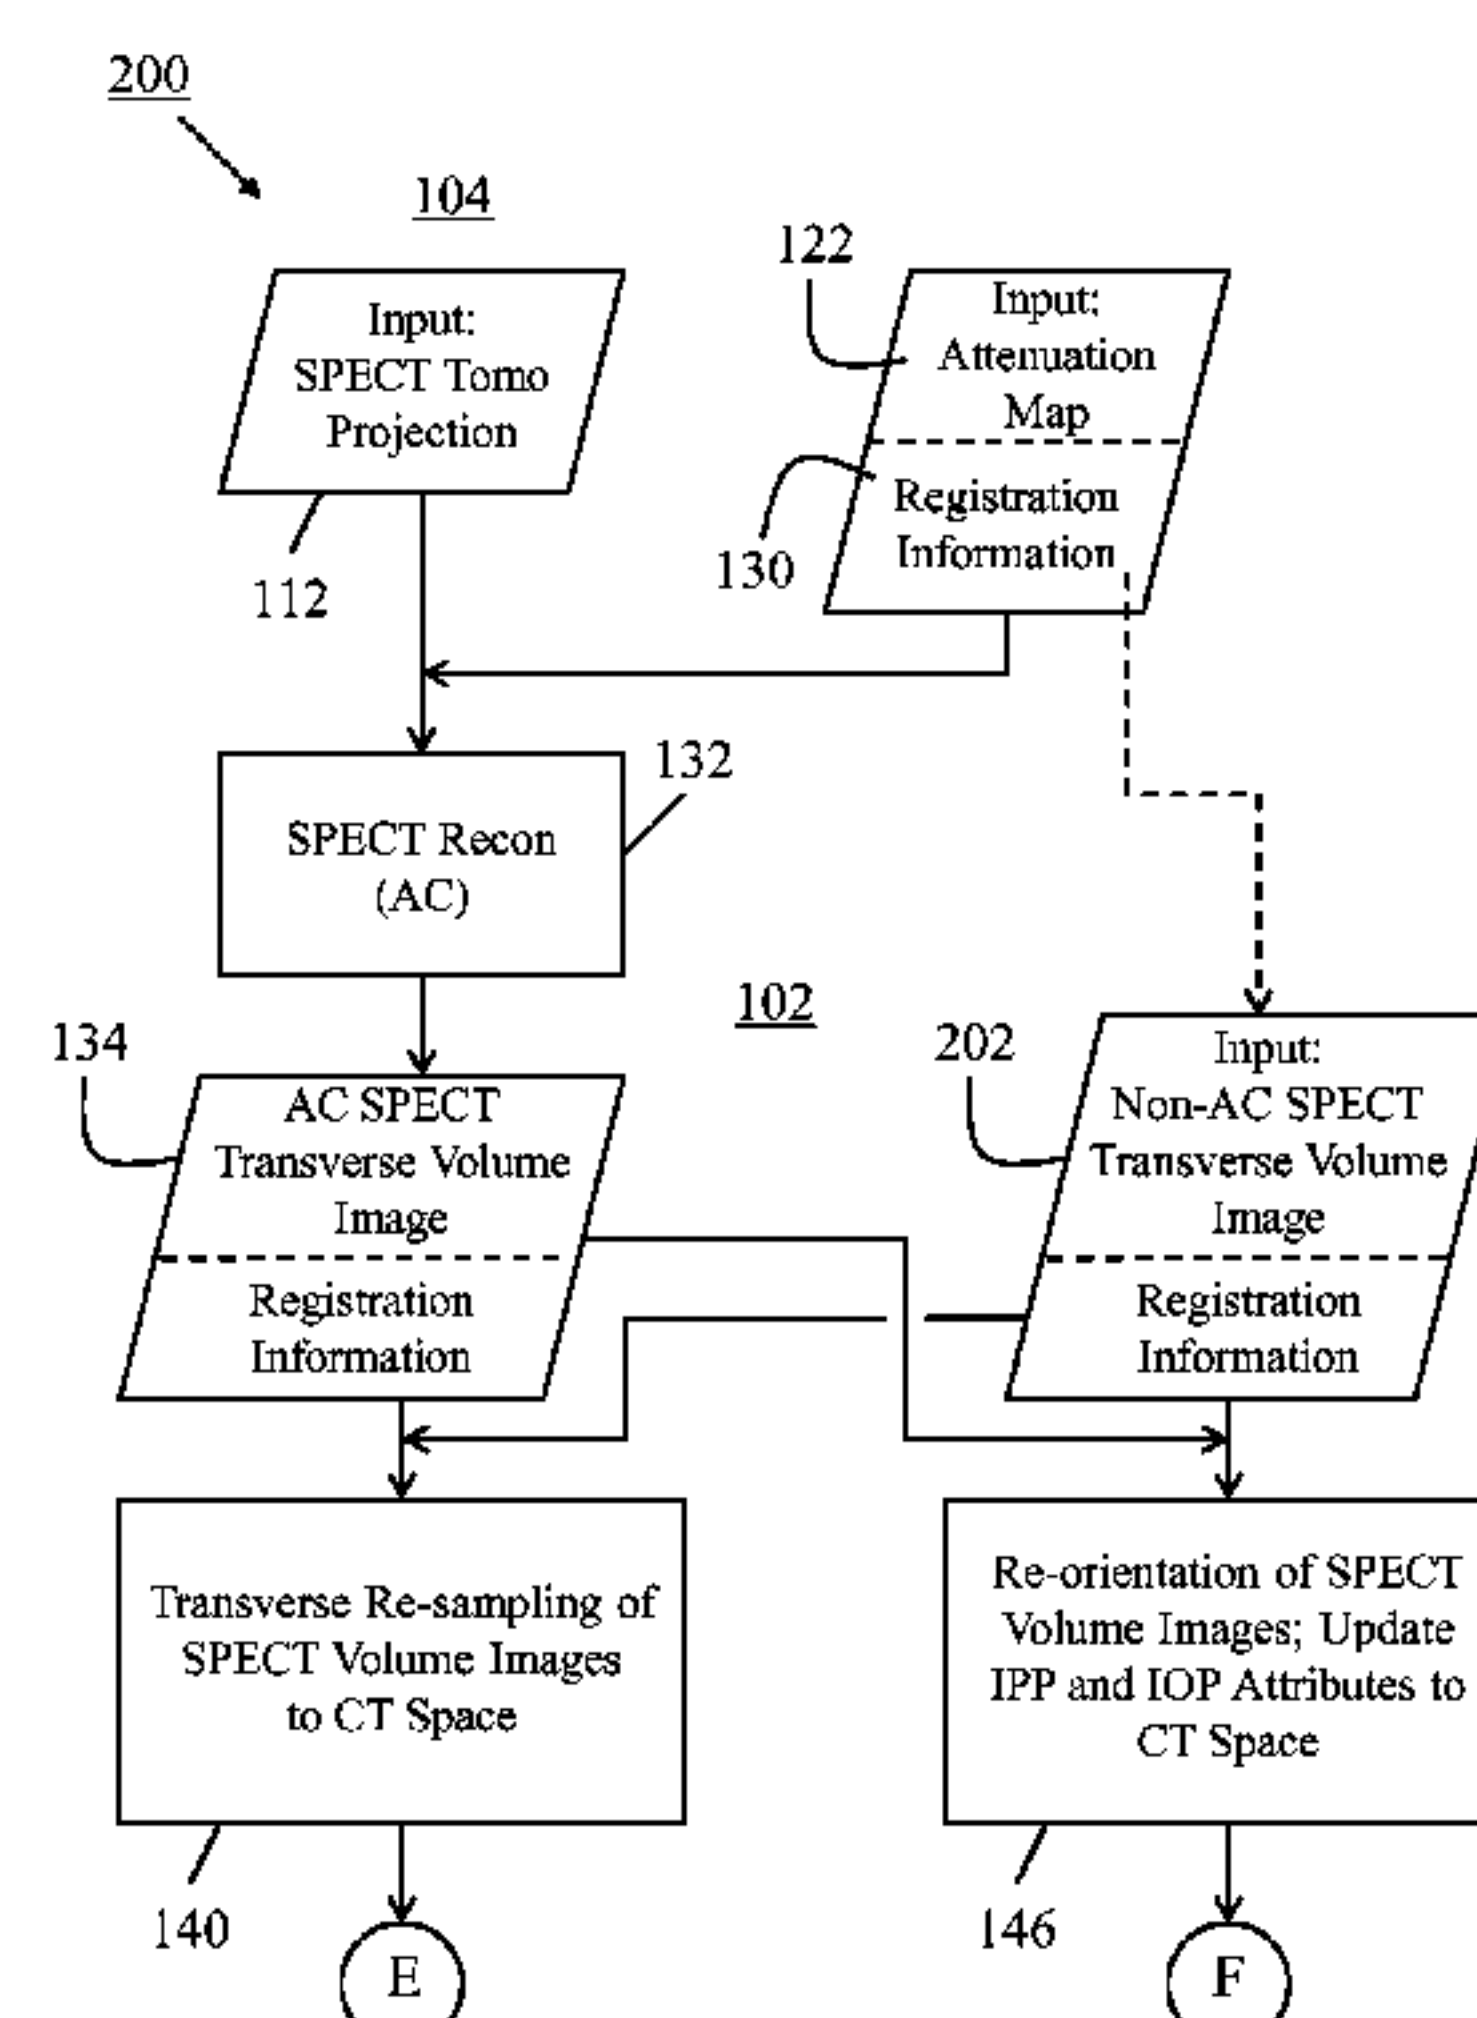 200
104
122
Input:
SPECT Tomo
Projection
Input:
Attenuation
Map
Registration
Information
130
112
132
SPECT Recon
(AC)
102
134
202
AC SPECT
Transverse Volume
Image
Registration
Information
Input:
Non-AC SPECT
Transverse Volume
Image
Registration
Information
Transverse Re-sampling of
SPECT Volume Images
to CT Space
Re-orientation of SPECT
Volume Images; Update
IPP and IOP Attributes to
CT Space
140
146
E
F